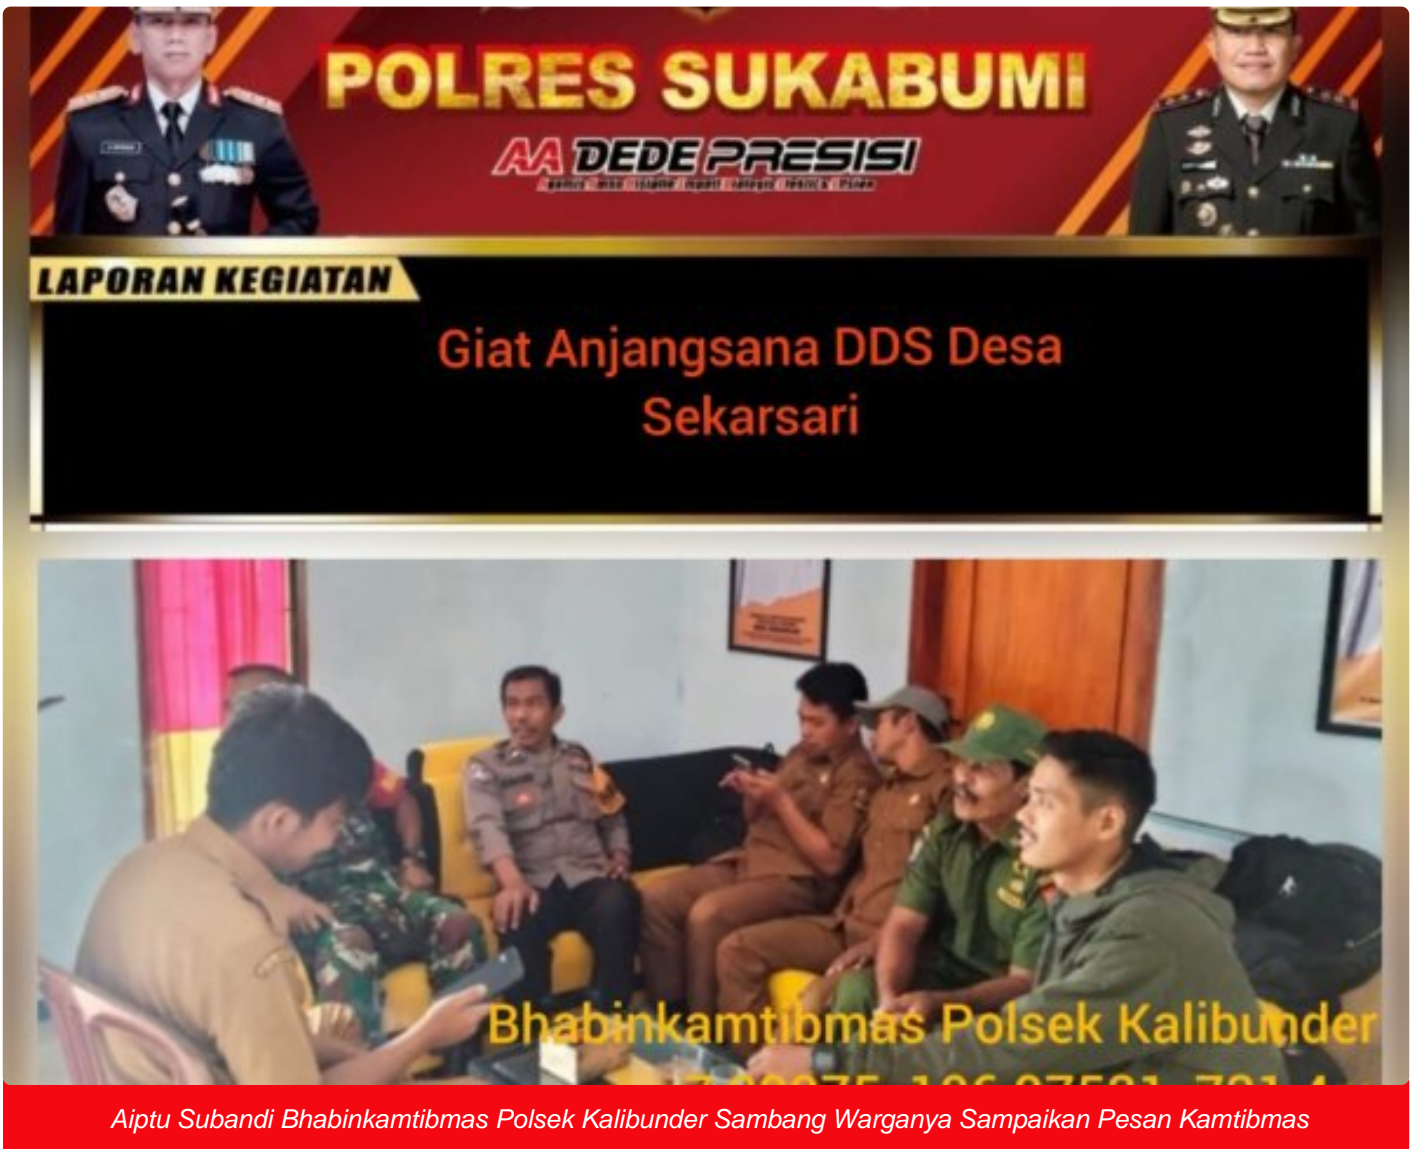 POLRES SUKABUMI
AA DEDE PRESISI
LAPORAN KEGIATAN
Giat Anjangsana DDS Desa
Sekarsari
Bhabinkamtibmas Polsek Kalibunder
Aiptu Subandi Bhabinkamtibmas Polsek Kalibunder Sambang Warganya Sampaikan Pesan Kamtibmas